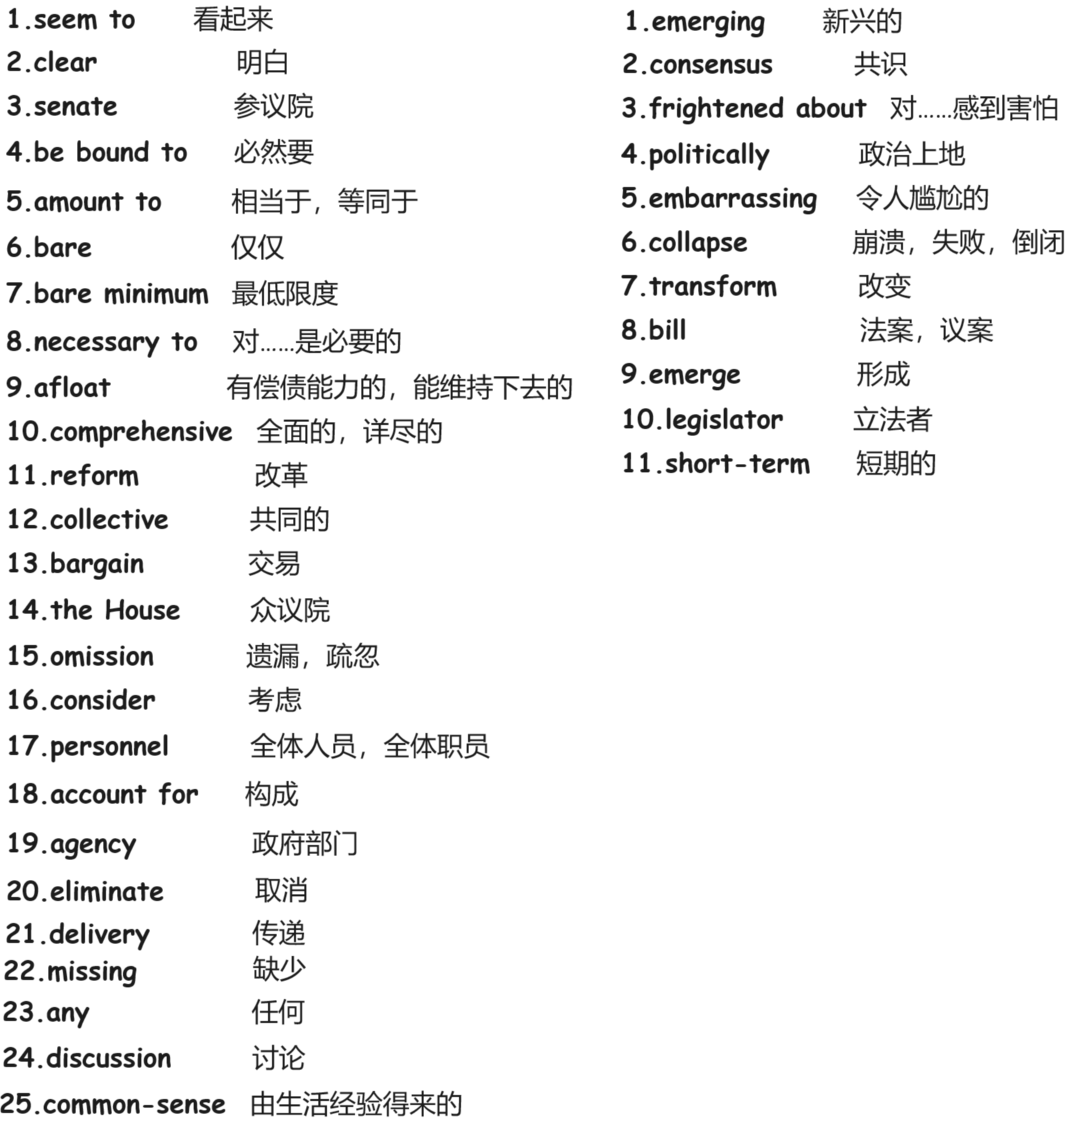 1.seem to 看起来
2.clear 明白
3.senate 参议院
4.be bound to 必然要
5.amount to 相当于，等同于
6.bare 仅仅
7.bare minimum 最低限度
8.necessary to 对……是必要的
9.afloat 有偿债能力的，能维持下去的
10.comprehensive 全面的，详尽的
11.reform 改革
12.collective 共同的
13.bargain 交易
14.the House 众议院
15.omission 遗漏，疏忽
16.consider 考虑
17.personnel 全体人员，全体职员
18.account for 构成
19.agency 政府部门
20.eliminate 取消
21.delivery 传递
22.missing 缺少
23.any 任何
24.discussion 讨论
25.common-sense 由生活经验得来的
1.emerging 新兴的
2.consensus 共识
3.frightened about 对……感到害怕
4.politically 政治上地
5.embarrassing 令人尴尬的
6.collapse 崩溃，失败，倒闭
7.transform 改变
8.bill 法案，议案
9.emerge 形成
10.legislator 立法者
11.short-term 短期的